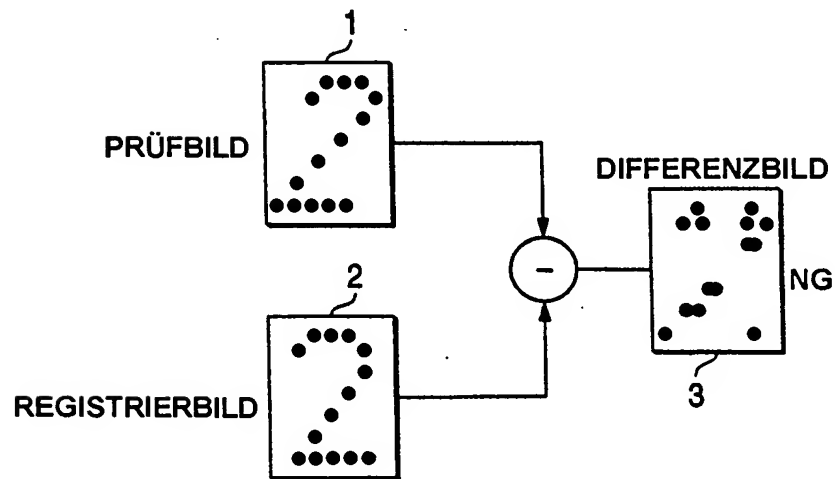 1
PRÜFBILD
DIFFERENZBILD
-
NG
2
3
REGISTRIERBILD